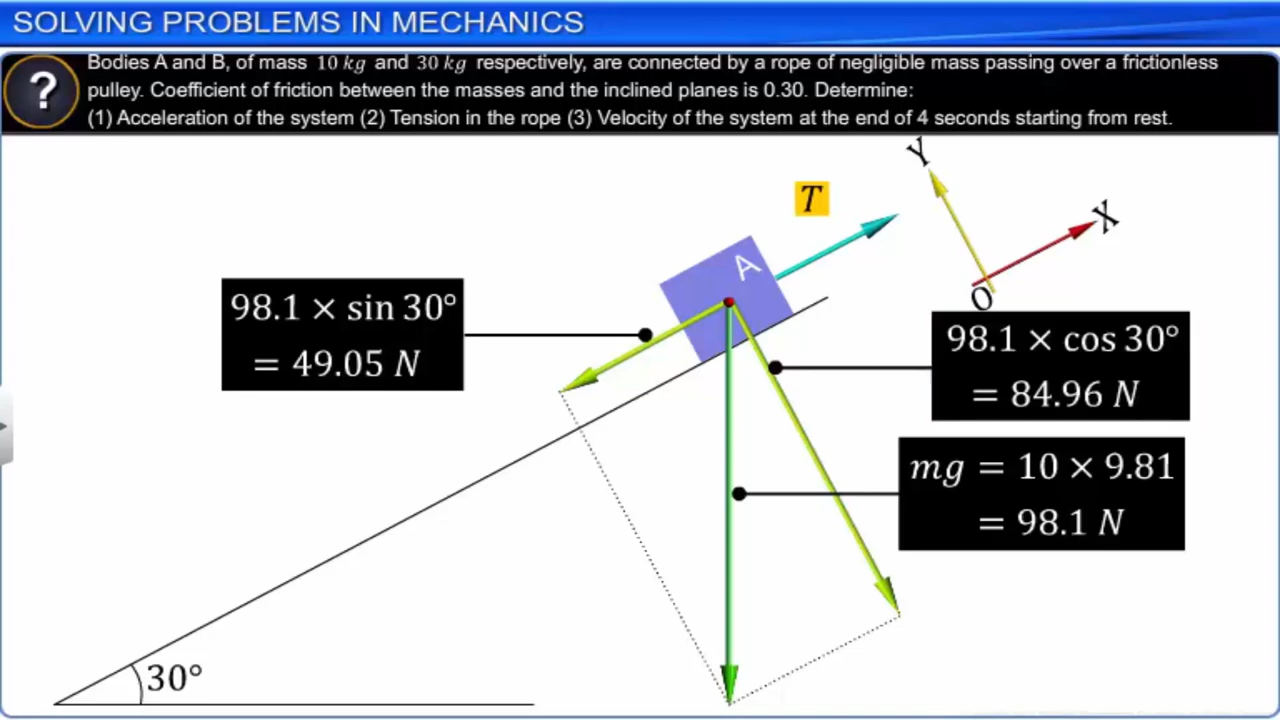 SOLVING PROBLEMS IN MECHANICS
?
Bodies A and B, of mass 10 kg and 30 kg respectively, are connected by a rope of negligible mass passing over a frictionless
pulley. Coefficient of friction between the masses and the inclined planes is 0.30. Determine:
(1) Acceleration of the system (2) Tension in the rope (3) Velocity of the system at the end of 4 seconds starting from rest.
Y
T
X
A
O
98.1 × sin 30°
= 49.05 N
98.1 × cos 30°
= 84.96 N
mg = 10 × 9.81
= 98.1 N
30°